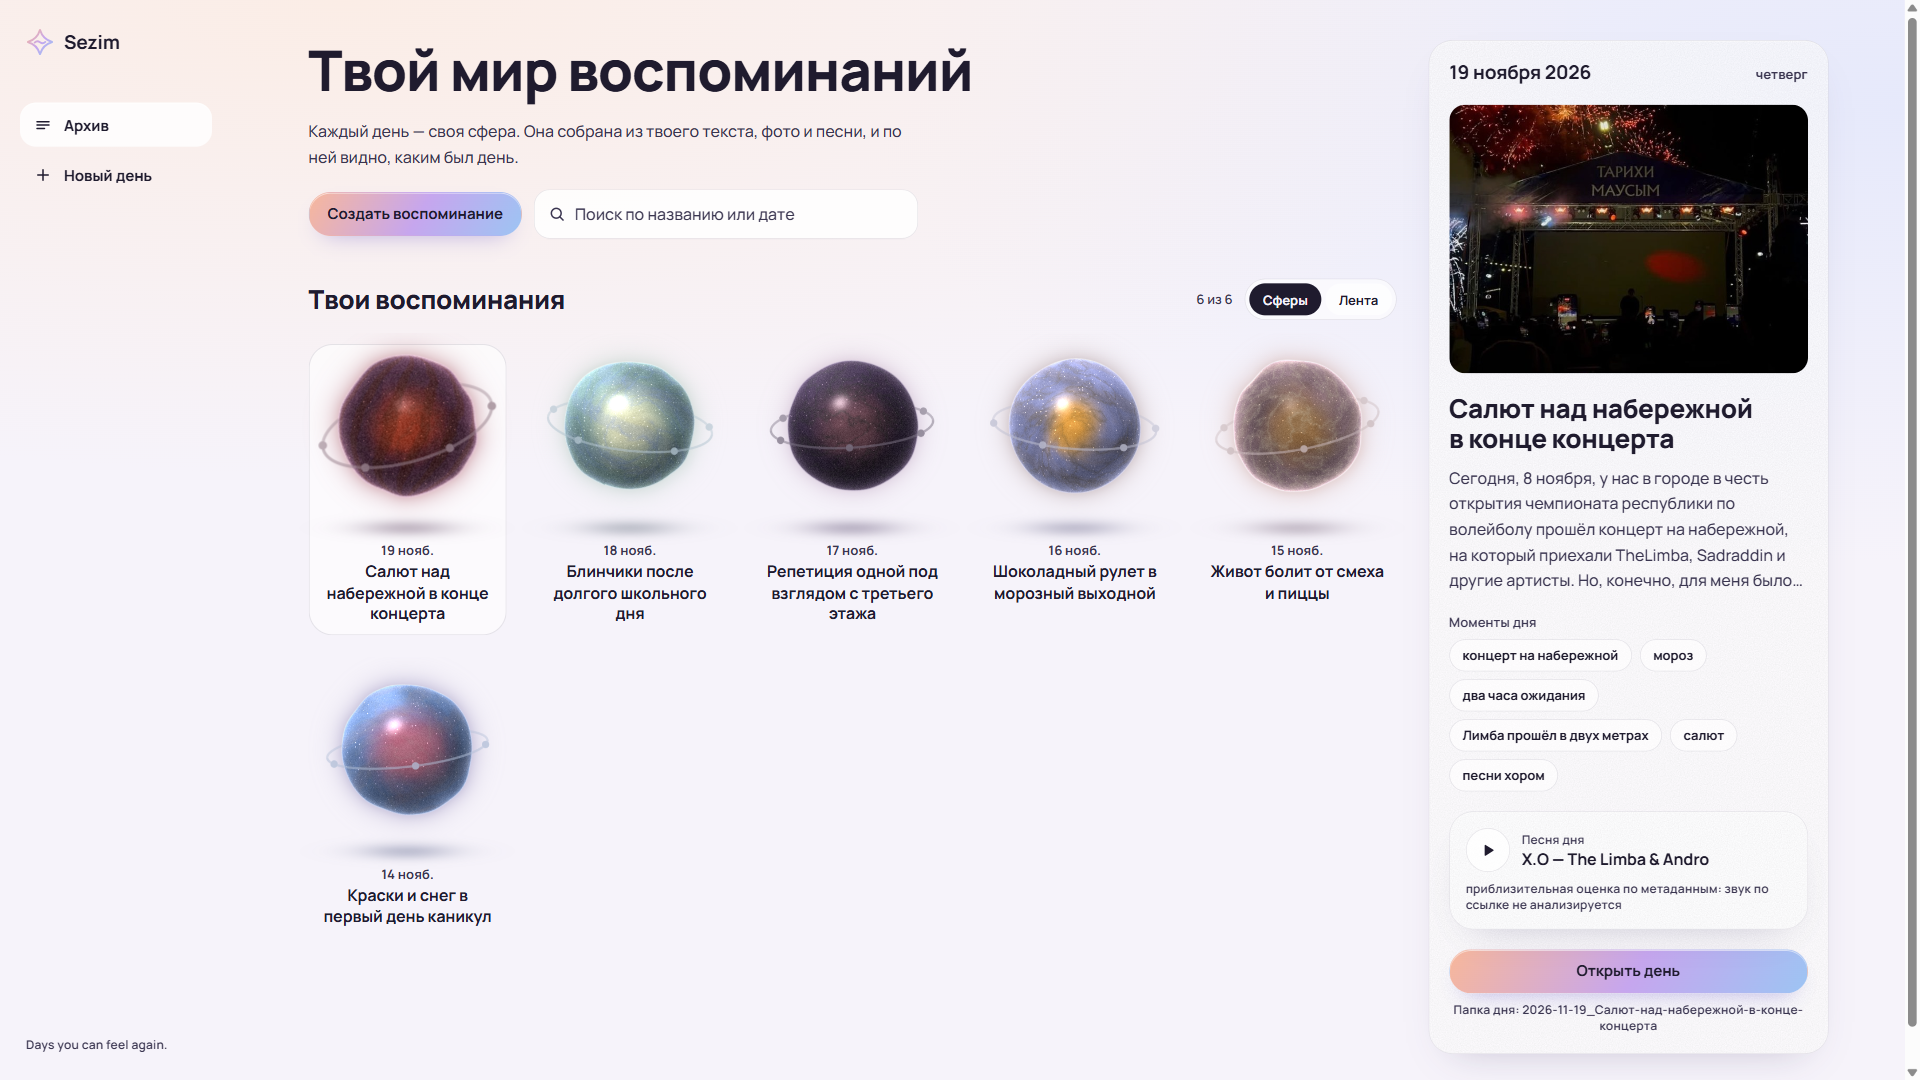 Sezim
Архив
Новый день
Days you can feel again.
Твой мир воспоминаний
Каждый день — своя сфера. Она собрана из твоего текста, фото и песни, и по
ней видно, каким был день.
Создать воспоминание
Поиск по названию или дате
Твои воспоминания
6 из 6
Сферы
Лента
19 нояб.
Салют над
набережной в конце
концерта
18 нояб.
Блинчики после
долгого школьного
дня
17 нояб.
Репетиция одной под
взглядом с третьего
этажа
16 нояб.
Шоколадный рулет в
морозный выходной
15 нояб.
Живот болит от смеха
и пиццы
14 нояб.
Краски и снег в
первый день каникул
19 ноября 2026
четверг
ТАРИХИ
МАУСЫМ
Салют над набережной
в конце концерта
Сегодня, 8 ноября, у нас в городе в честь
открытия чемпионата республики по
волейболу прошёл концерт на набережной,
на который приехали TheLimba, Sadraddin и
другие артисты. Но, конечно, для меня было…
Моменты дня
концерт на набережной
мороз
два часа ожидания
Лимба прошёл в двух метрах
салют
песни хором
Песня дня
X.O — The Limba & Andro
приблизительная оценка по метаданным: звук по
ссылке не анализируется
Открыть день
Папка дня: 2026-11-19_Салют-над-набережной-в-конце-
концерта